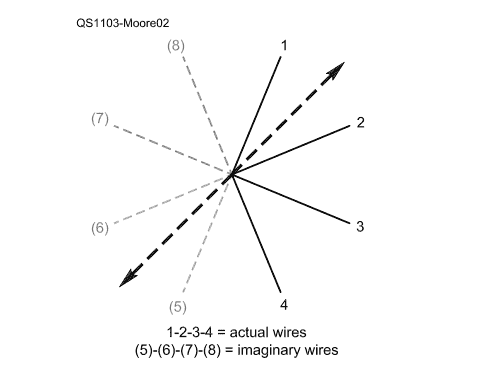 QS1103-Moore02
(8)
1
(7)
2
(6)
3
(5)
4
1-2-3-4 = actual wires
(5)-(6)-(7)-(8) = imaginary wires